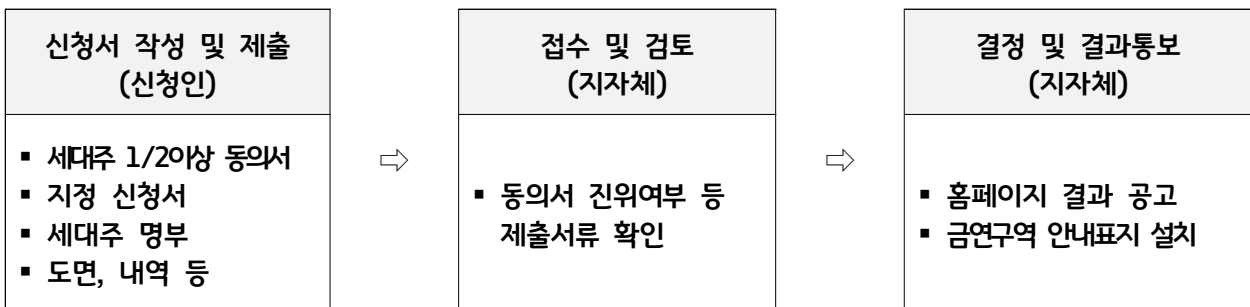 신청서 작성 및 제출
(신청인)
▪ 세대주 1/2이상 동의서
▪ 지정 신청서
▪ 세대주 명부
▪ 도면, 내역 등
⇨
접수 및 검토
(지자체)
▪ 동의서 진위여부 등
제출서류 확인
⇨
결정 및 결과통보
(지자체)
▪ 홈페이지 결과 공고
▪ 금연구역 안내표지 설치